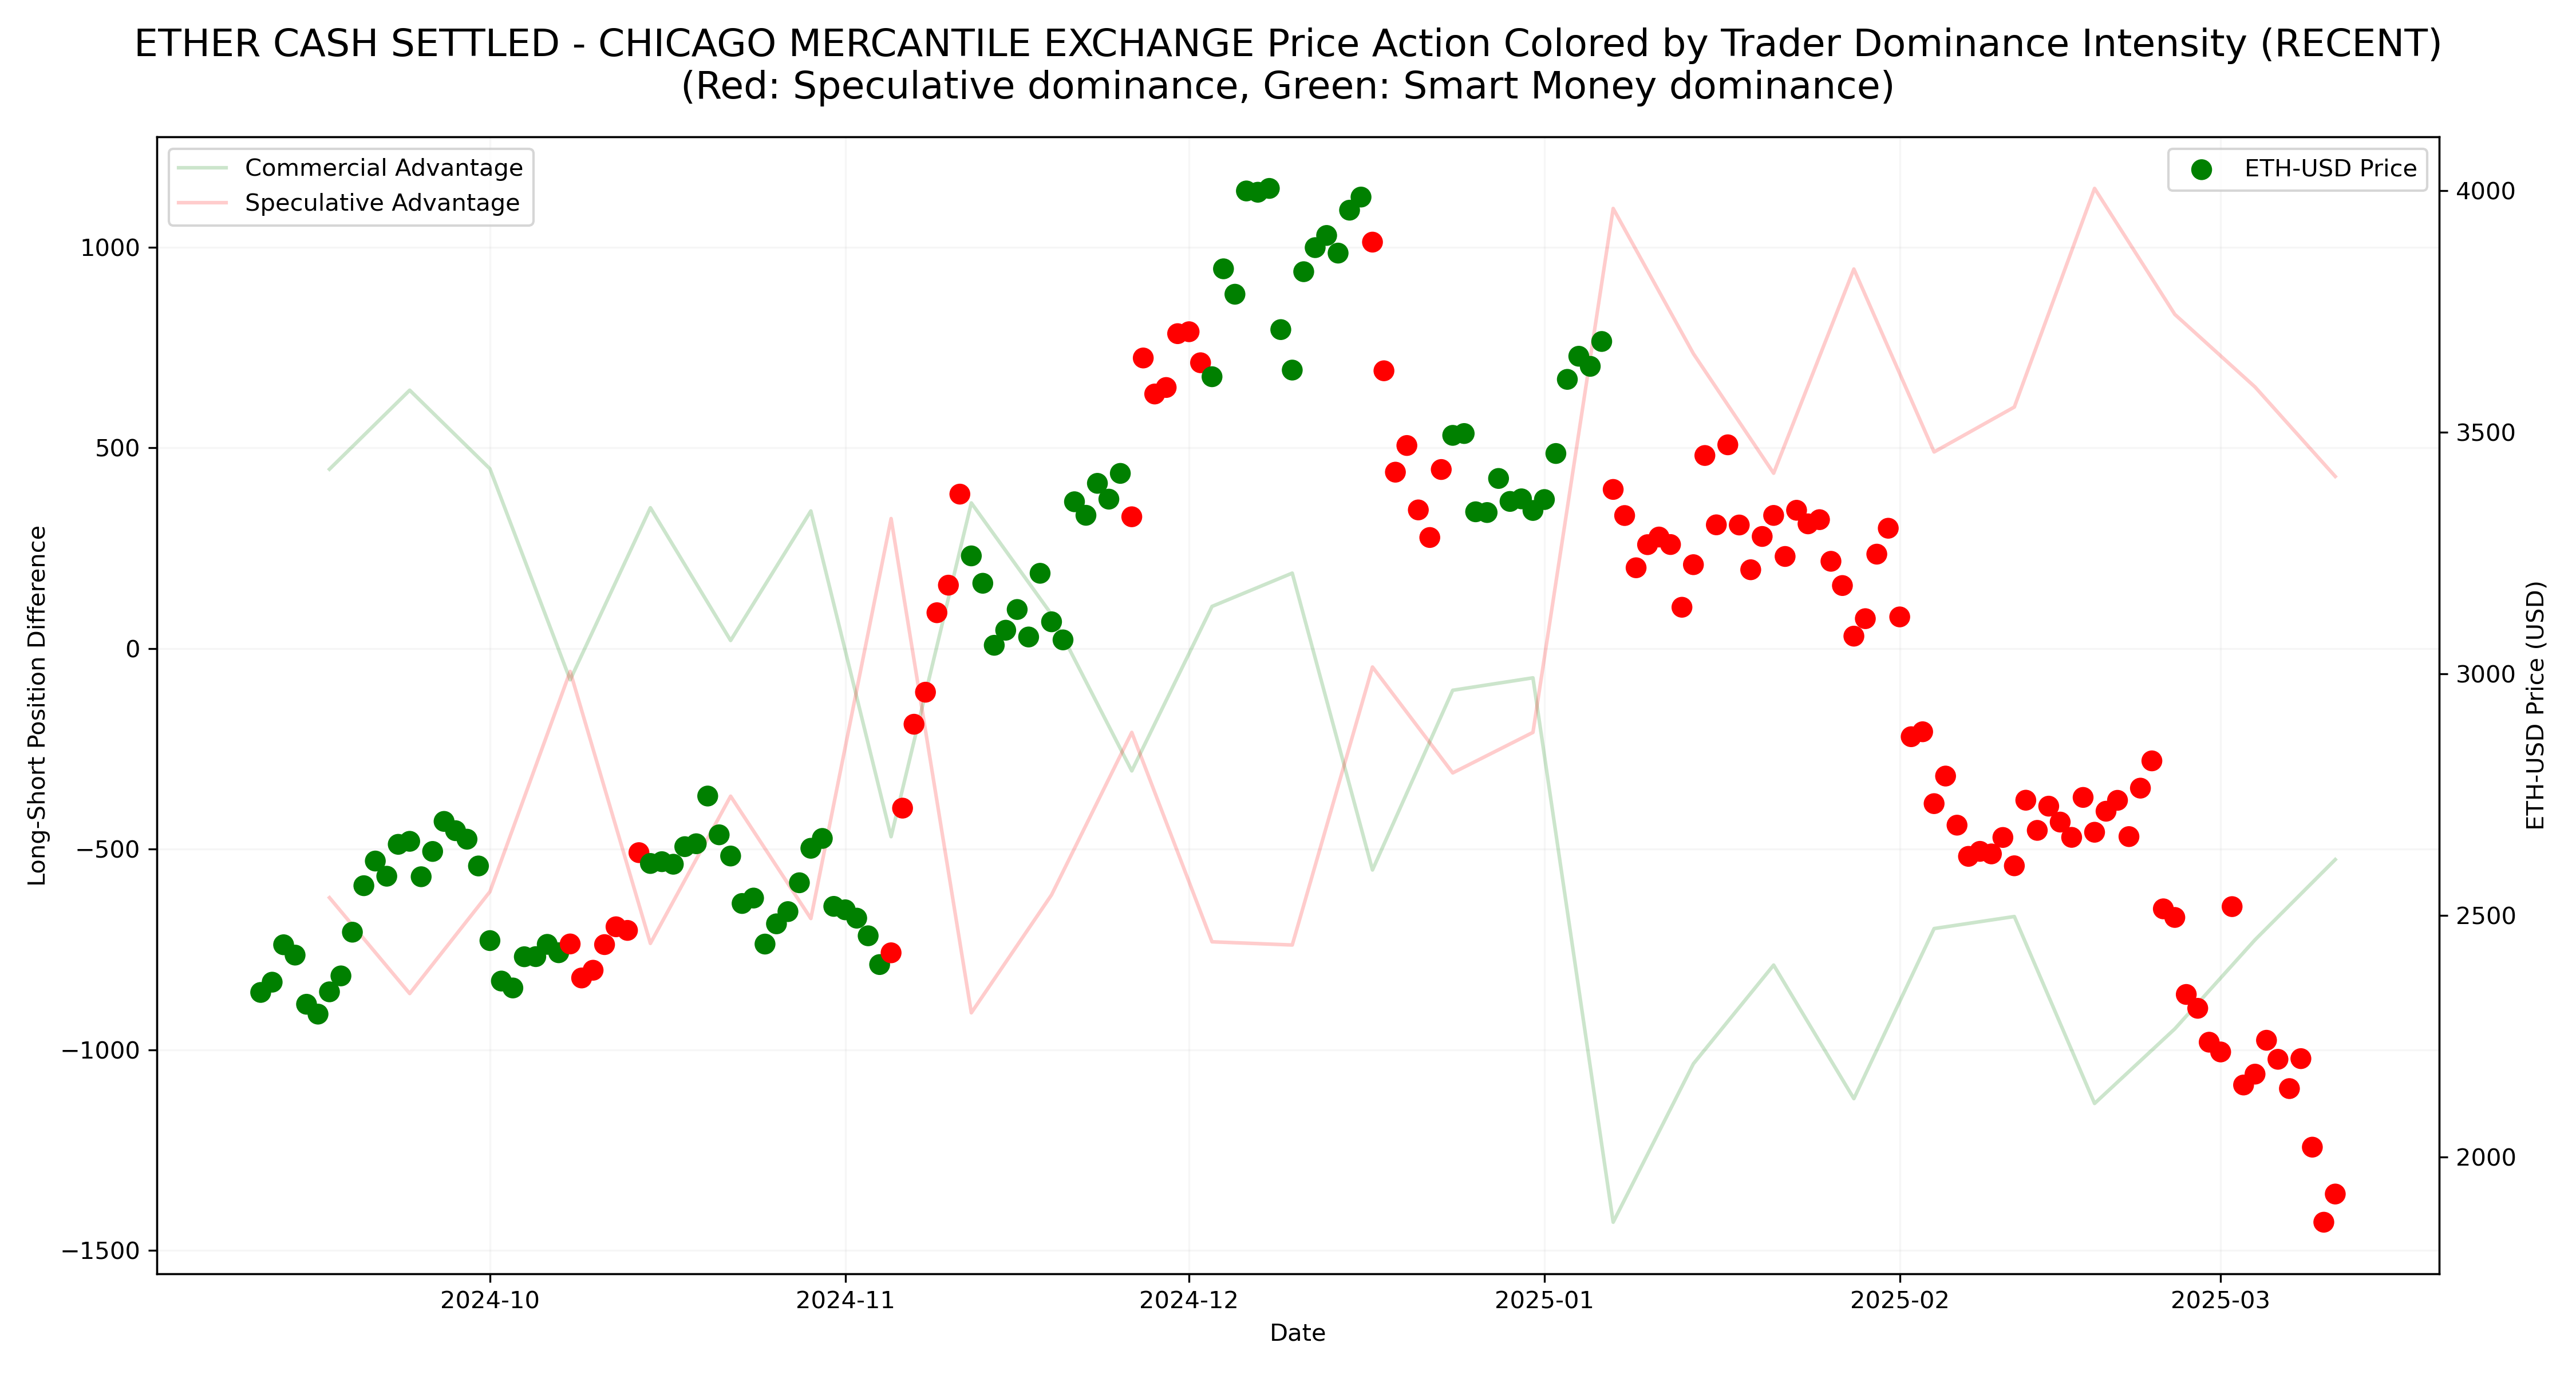 ETHER CASH SETTLED - CHICAGO MERCANTILE EXCHANGE Price Action Colored by Trader Dominance Intensity (RECENT)
(Red: Speculative dominance, Green: Smart Money dominance)
Commercial Advantage
Speculative Advantage
ETH-USD Price
Long-Short Position Difference
1000
500
0
−500
−1000
−1500
4000
3500
3000
2500
2000
ETH-USD Price (USD)
2024-10
2024-11
2024-12
2025-01
2025-02
2025-03
Date